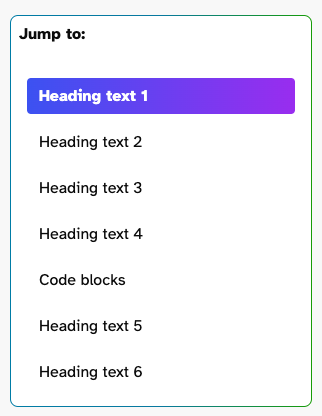 Jump to:
Heading text 1
Heading text 2
Heading text 3
Heading text 4
Code blocks
Heading text 5
Heading text 6